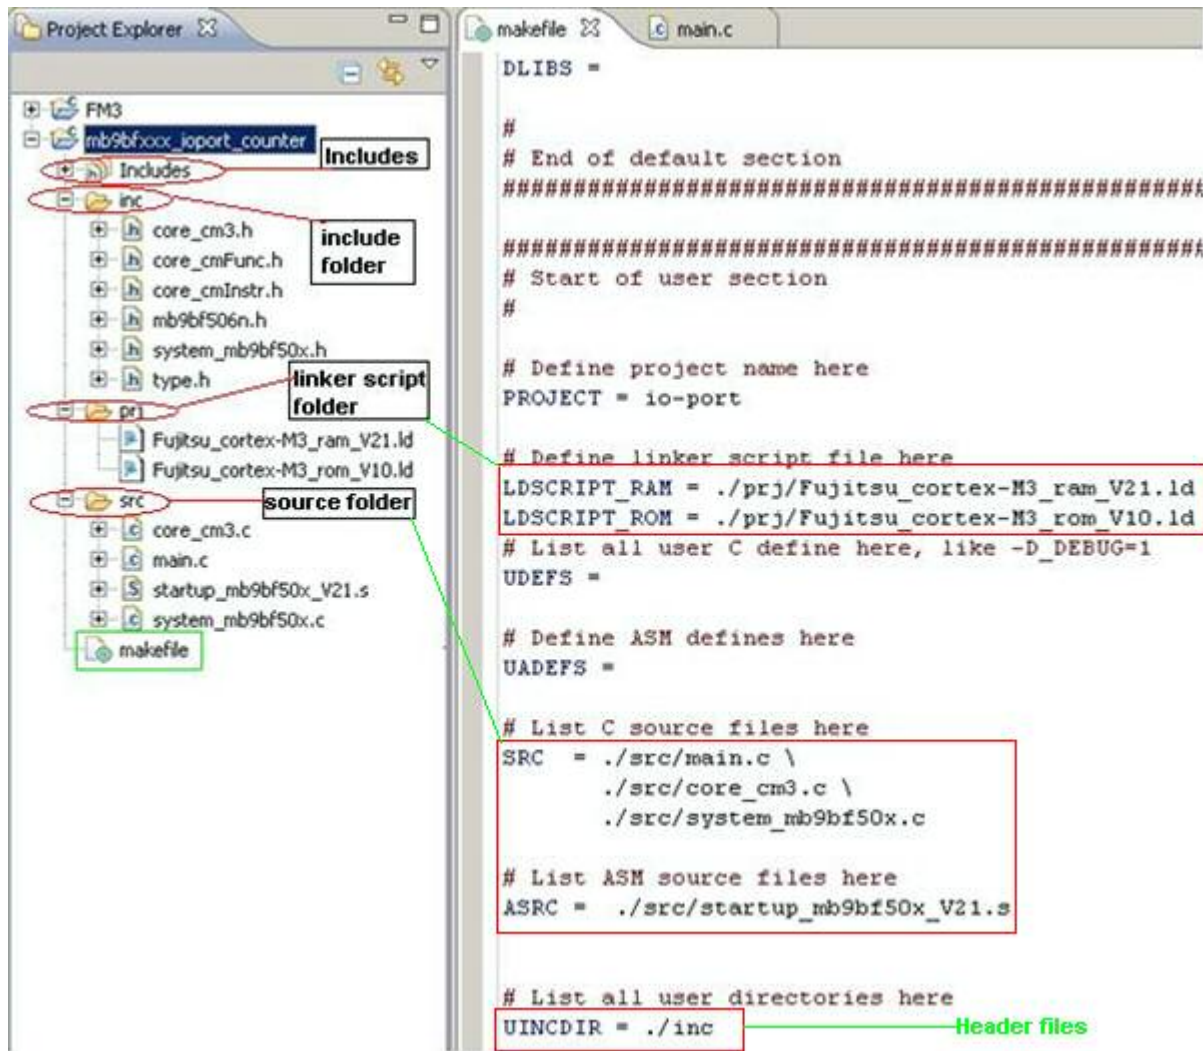 Project Explorer
FM3
mb9bfxxx_ioport_counter
Includes
Includes
inc
include
folder
core_cm3.h
core_cmFunc.h
core_cmInstr.h
mb9bf506n.h
system_mb9bf50x.h
type.h
linker script
folder
prj
Fujitsu_cortex-M3_ram_V21.ld
Fujitsu_cortex-M3_rom_V10.ld
src
source folder
core_cm3.c
main.c
startup_mb9bf50x_V21.s
system_mb9bf50x.c
makefile
makefile
main.c
DLIBS =
#
# End of default section
##################################################
##################################################
# Start of user section
#
# Define project name here
PROJECT = io-port
# Define linker script file here
LDSCRIPT_RAM = ./prj/Fujitsu_cortex-M3_ram_V21.ld
LDSCRIPT_ROM = ./prj/Fujitsu_cortex-M3_rom_V10.ld
# List all user C define here, like -D_DEBUG=1
UDEFS =
# Define ASM defines here
UADEFS =
# List C source files here
SRC = ./src/main.c \
./src/core_cm3.c \
./src/system_mb9bf50x.c
# List ASM source files here
ASRC = ./src/startup_mb9bf50x_V21.s
# List all user directories here
UINCDIR = ./inc
Header files